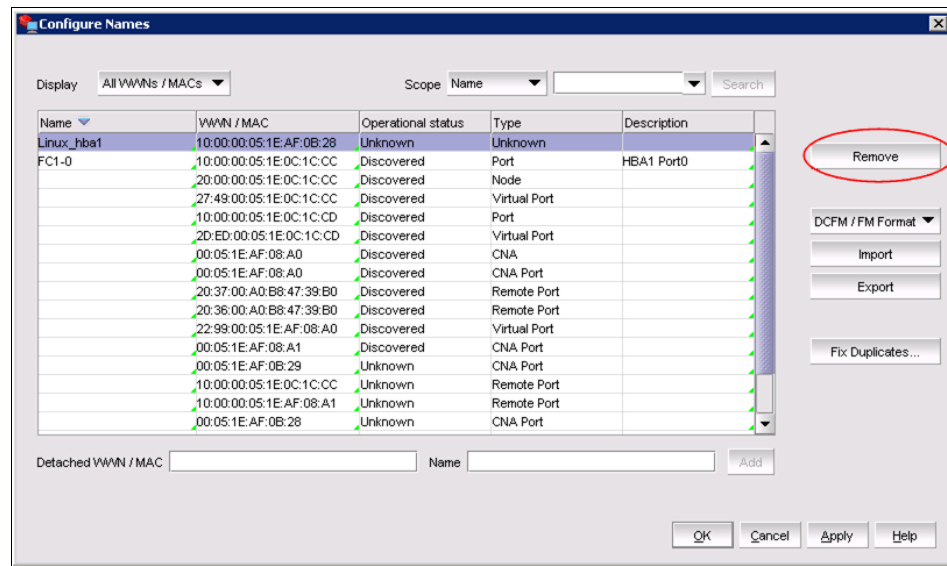 Configure Names
Display All WWNs / MACs Scope Name Search
Name WWN / MAC Operational status Type Description
Linux_hba1 10:00:00:05:1E:AF:0B:28 Unknown Unknown
FC1-0 10:00:00:05:1E:0C:1C:CC Discovered Port HBA1 Port0
20:00:00:05:1E:0C:1C:CC Discovered Node
27:49:00:05:1E:0C:1C:CC Discovered Virtual Port
10:00:00:05:1E:0C:1C:CD Discovered Port
2D:ED:00:05:1E:0C:1C:CD Discovered Virtual Port
00:05:1E:AF:08:A0 Discovered CNA
00:05:1E:AF:08:A0 Discovered CNA Port
20:37:00:A0:B8:47:39:B0 Discovered Remote Port
20:36:00:A0:B8:47:39:B0 Discovered Remote Port
22:99:00:05:1E:AF:08:A0 Discovered Virtual Port
00:05:1E:AF:08:A1 Discovered CNA Port
00:05:1E:AF:0B:29 Unknown CNA Port
10:00:00:05:1E:0C:1C:CC Unknown Remote Port
10:00:00:05:1E:AF:08:A1 Unknown Remote Port
00:05:1E:AF:0B:28 Unknown CNA Port
Remove
DCFM / FM Format
Import
Export
Fix Duplicates...
Detached WWN / MAC Name Add
OK Cancel Apply Help